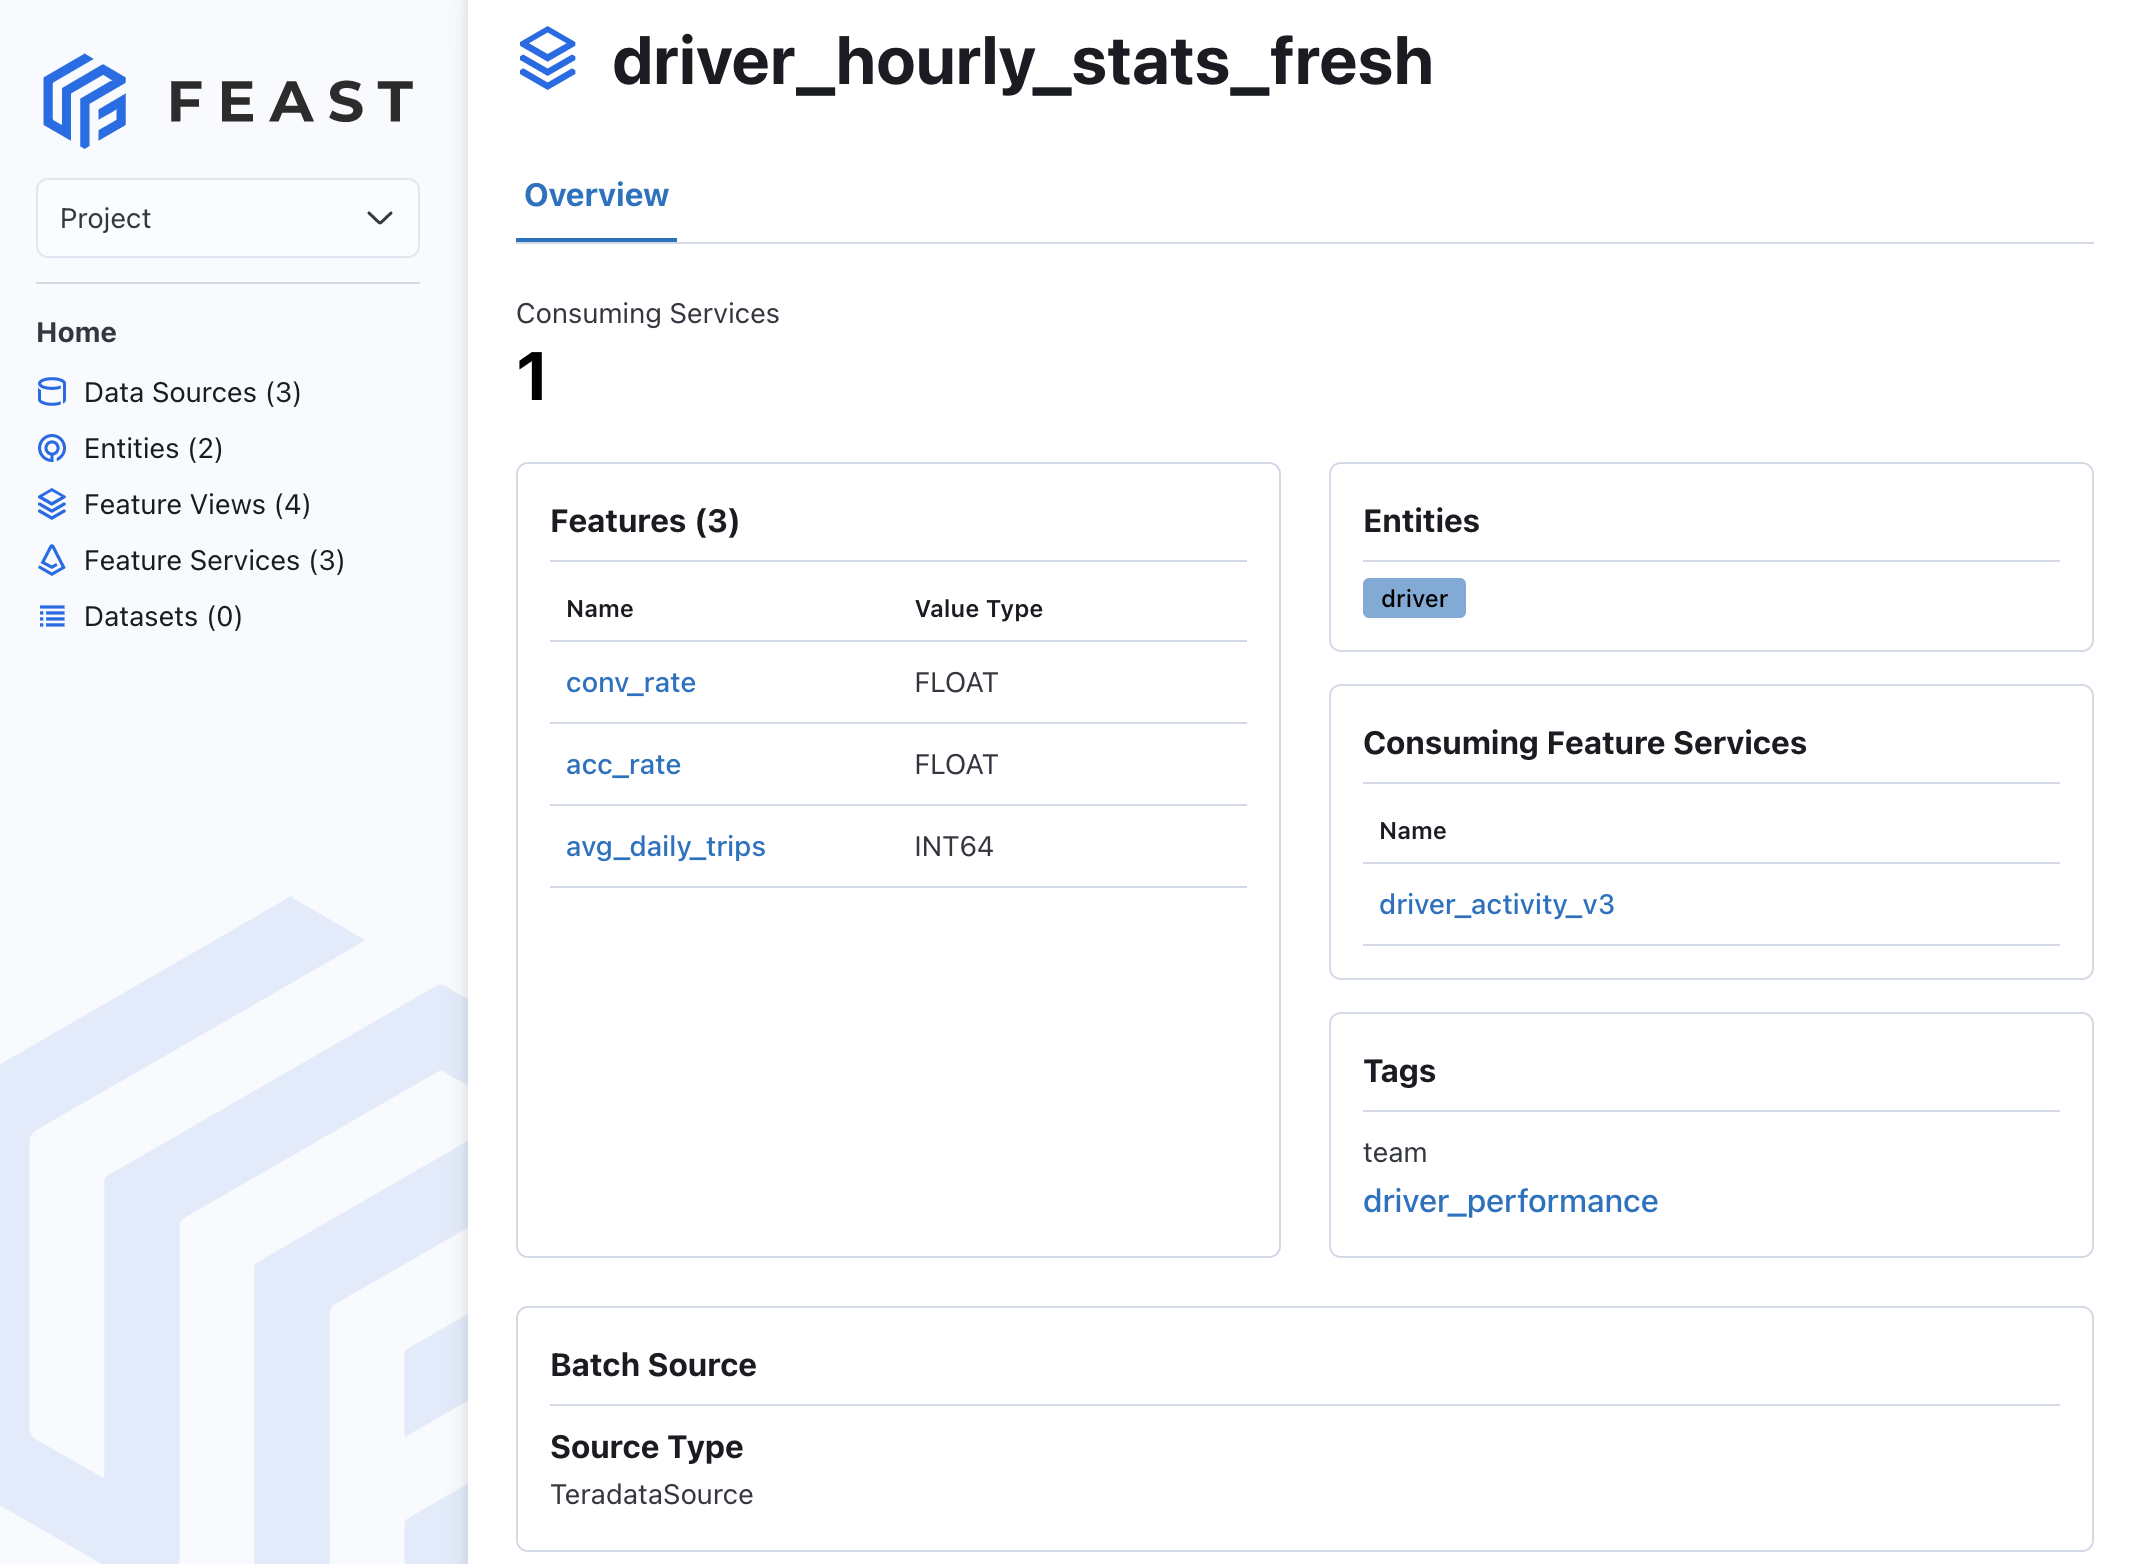 FEAST
Project
Home
Data Sources (3)
Entities (2)
Feature Views (4)
Feature Services (3)
Datasets (0)
driver_hourly_stats_fresh
Overview
Consuming Services
1
Features (3)
Name Value Type
conv_rate FLOAT
acc_rate FLOAT
avg_daily_trips INT64
Entities
driver
Consuming Feature Services
Name
driver_activity_v3
Tags
team
driver_performance
Batch Source
Source Type
TeradataSource